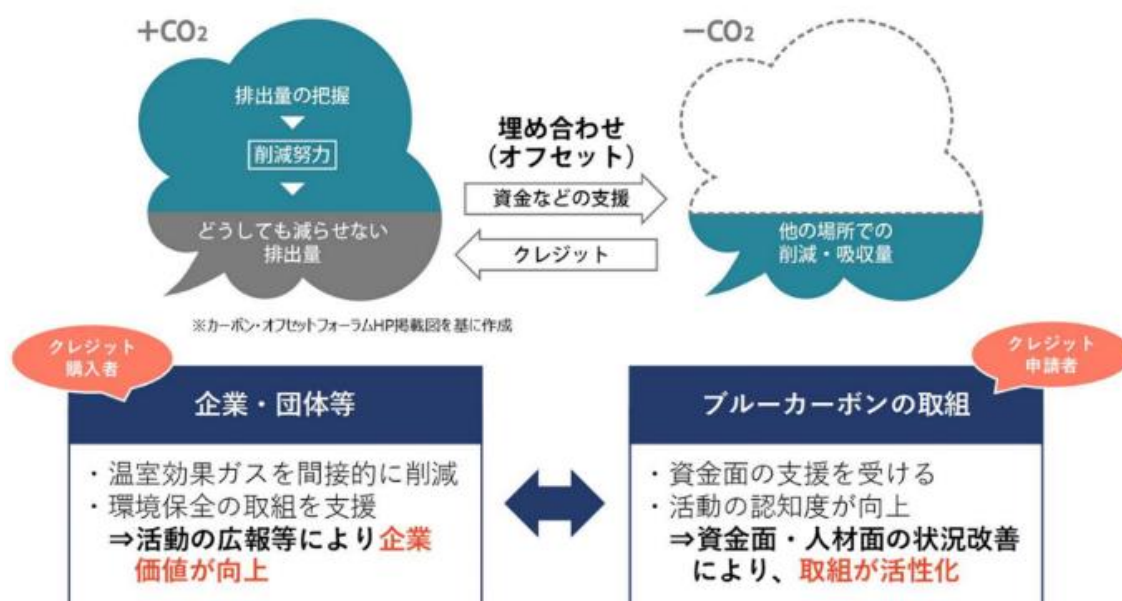 +CO₂
排出量の把握
削減努力
どうしても減らせない
排出量
埋め合わせ
(オフセット)
資金などの支援
クレジット
-CO₂
他の場所での
削減・吸収量
※カーボン・オフセットフォーラムHP掲載図を基に作成
クレジット
購入者
企業・団体等
・温室効果ガスを間接的に削減
・環境保全の取組を支援
⇒活動の広報等により企業
価値が向上
クレジット
申請者
ブルーカーボンの取組
・資金面の支援を受ける
・活動の認知度が向上
⇒資金面・人材面の状況改善
により、取組が活性化